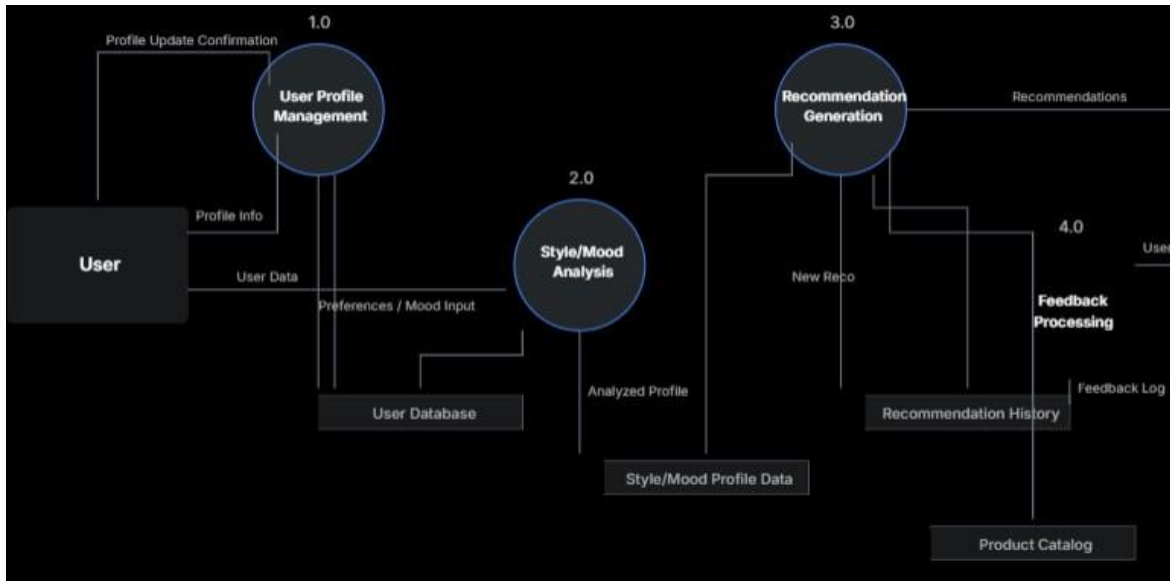 1.0
3.0
Profile Update Confirmation
User Profile
Management
Recommendation
Generation
Recommendations
2.0
Profile Info
4.0
User
Style/Mood
Analysis
User
User Data
New Reco
Preferences / Mood Input
Feedback
Processing
Analyzed Profile
Feedback Log
User Database
Recommendation History
Style/Mood Profile Data
Product Catalog